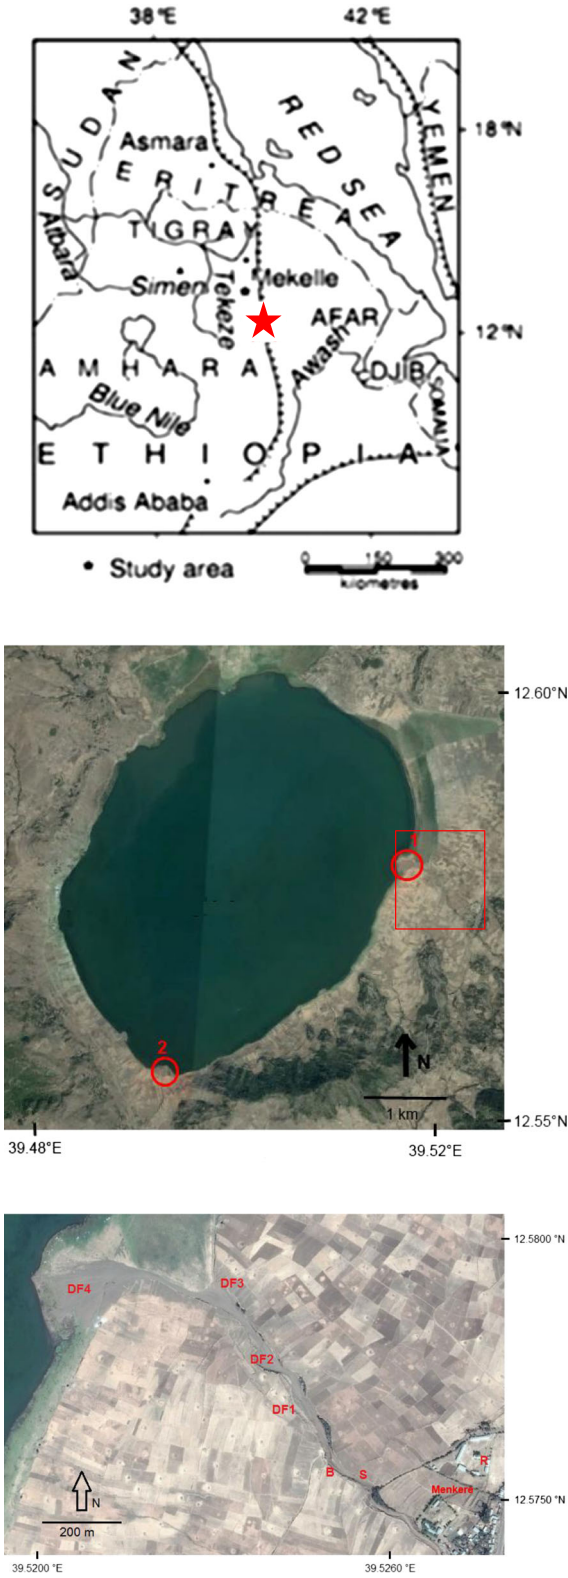 38°E 42°E
SUDAN
RED SEA
YEMEN
18°N
Asmara
ERITREA
Atbara
TIGRAY
Simen
Tekeze
Mekelle
AFAR
12°N
AMHARA
Awash
DJIB.
SOMALIA
Blue Nile
ETHIOPIA
Addis Ababa
Study area
0 150 300
kilometres
12.60°N
1
2
N
1 km
12.55°N
39.48°E 39.52°E
12.5800
DF4
DF3
DF2
DF1
B S R
Menkere
N
200 m
12.5750
39.5200 °E 39.5260 °E